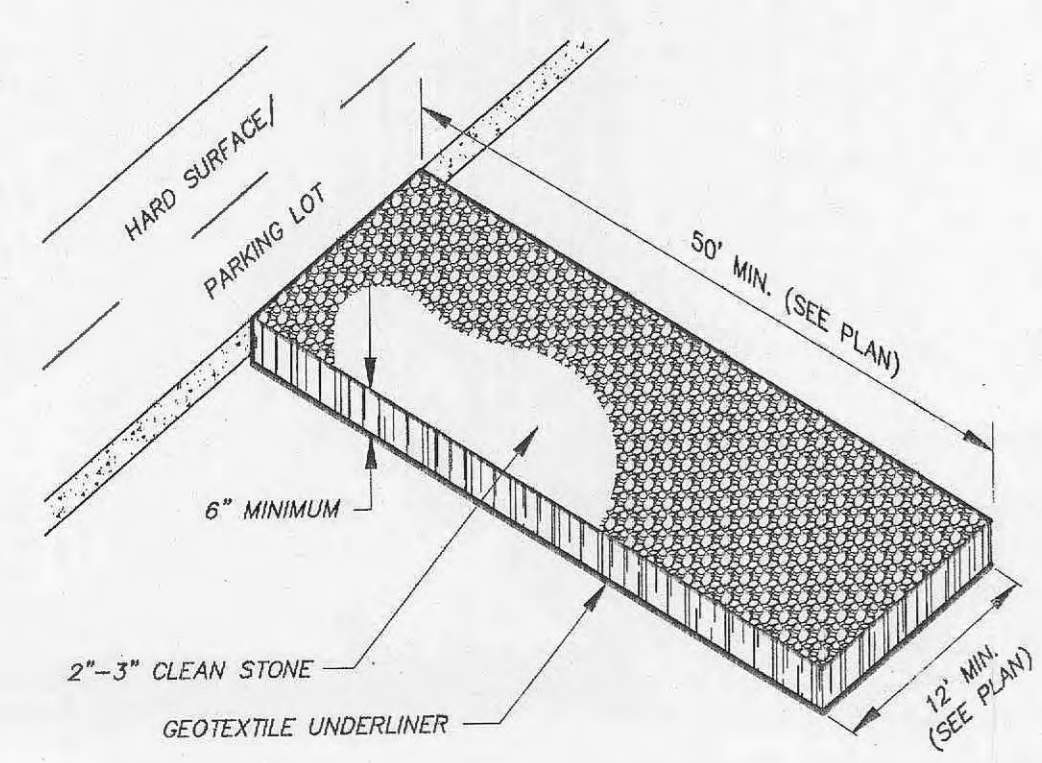 HARD SURFACE/
PARKING LOT
50' MIN. (SEE PLAN)
6" MINIMUM
2"-3" CLEAN STONE
GEOTEXTILE UNDERLINER
12' MIN.
(SEE PLAN)